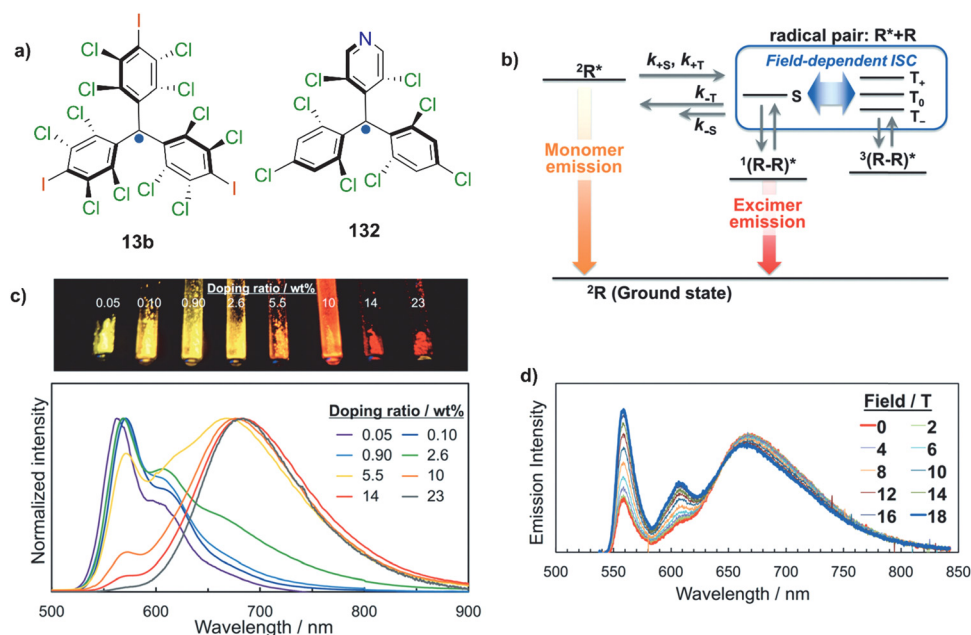 a)
I
Cl
Cl
Cl
Cl
Cl
Cl
Cl
Cl
I
I
Cl
Cl
Cl
Cl
13b
N
Cl
Cl
Cl
Cl
Cl
Cl
Cl
Cl
132
b)
radical pair: R*+R
²R*
k+S, k+T
k-T
k-S
Field-dependent ISC
S
T+
T0
T−
¹(R-R)*
³(R-R)*
Monomer
emission
Excimer
emission
²R (Ground state)
c)
Doping ratio / wt%
0.05 0.10 0.90 2.6 5.5 10 14 23
Normalized intensity
Doping ratio / wt%
0.05 0.10
0.90 2.6
5.5 10
14 23
500 600 700 800 900
Wavelength / nm
d)
Emission Intensity
Field / T
0 2
4 6
8 10
12 14
16 18
500 550 600 650 700 750 800 850
Wavelength / nm